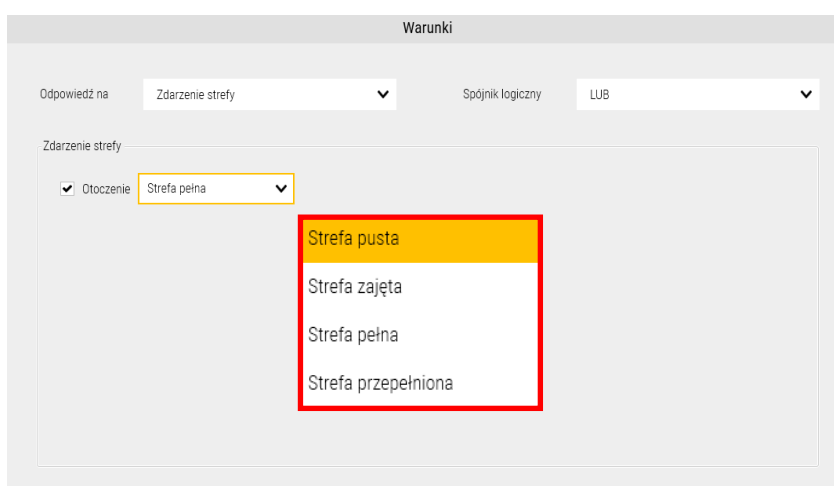 Warunki
Odpowiedź na Zdarzenie strefy Spójnik logiczny LUB
Zdarzenie strefy
Otoczenie Strefa pełna
Strefa pusta
Strefa zajęta
Strefa pełna
Strefa przepełniona